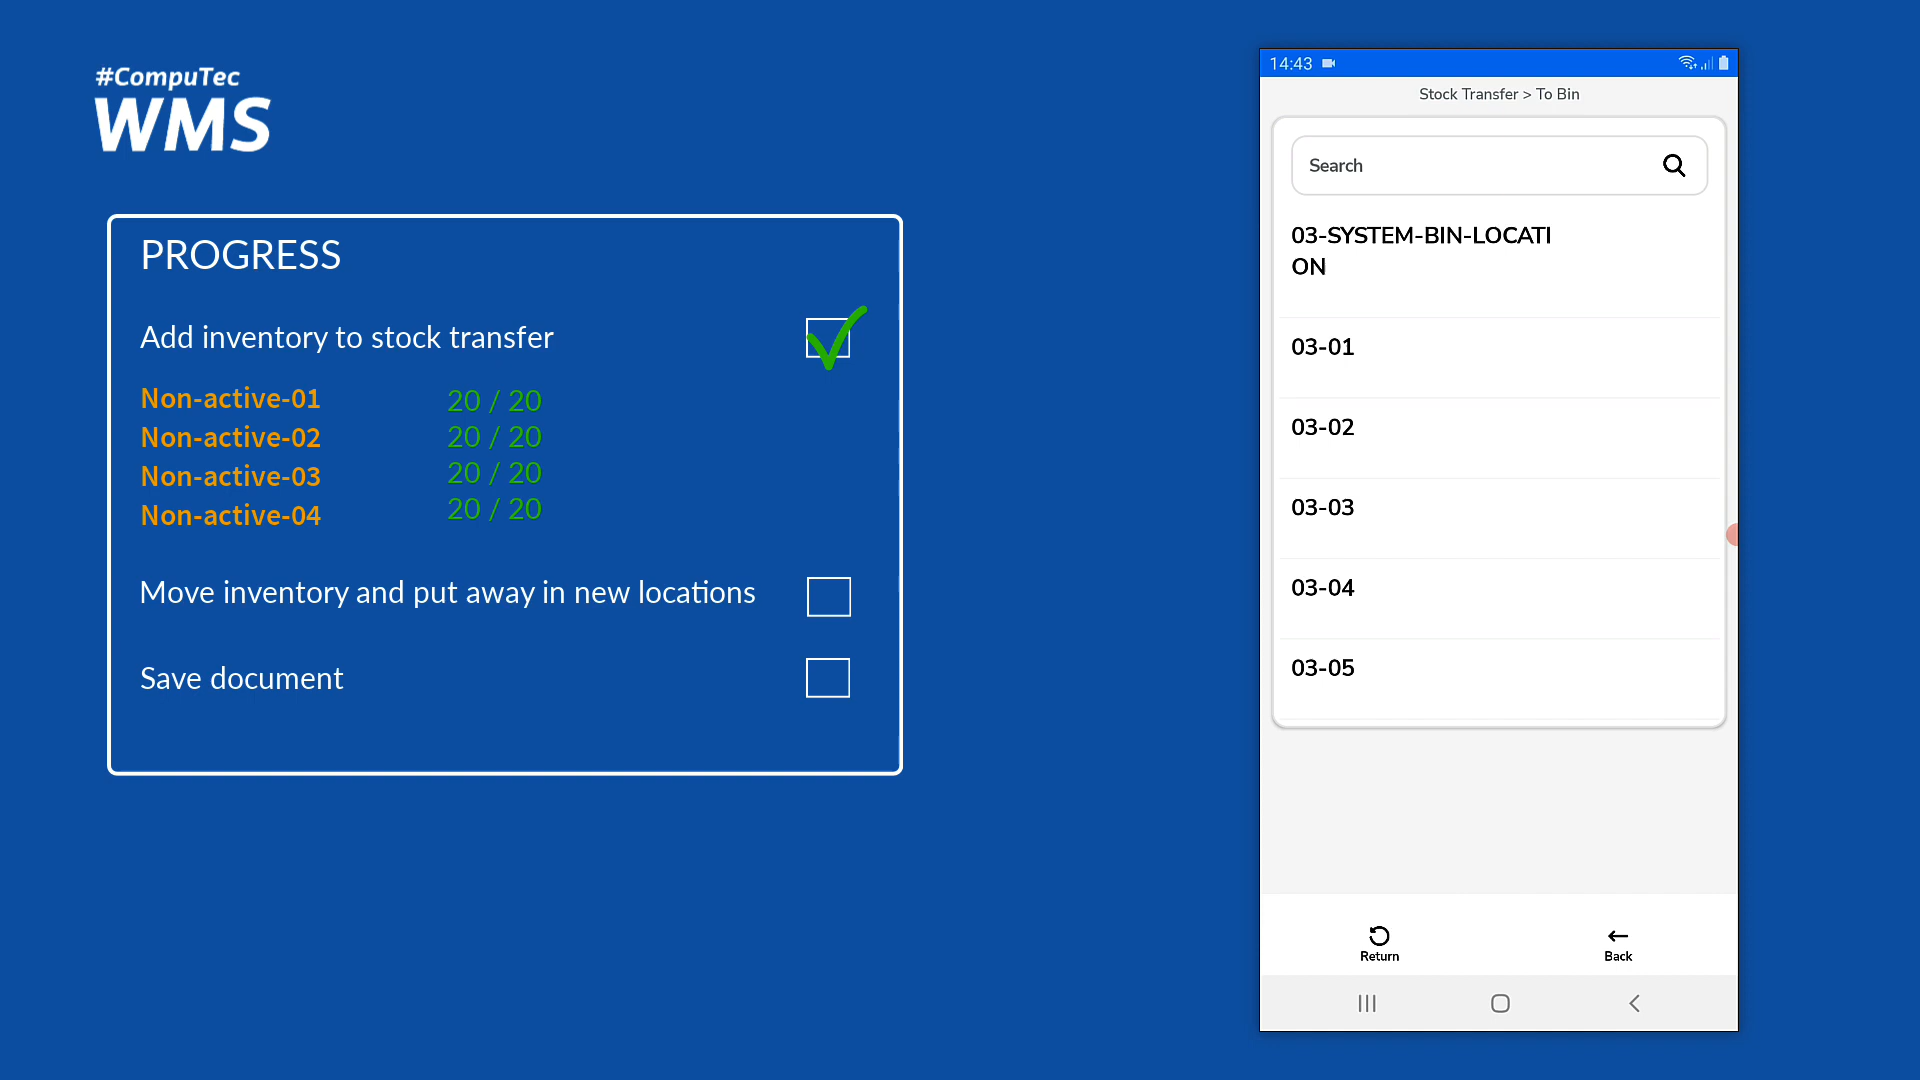 #CompuTec
WMS
PROGRESS
Add inventory to stock transfer
Non-active-01 20 / 20
Non-active-02 20 / 20
Non-active-03 20 / 20
Non-active-04 20 / 20
Move inventory and put away in new locations
Save document
14:43
Stock Transfer > To Bin
Search
03-SYSTEM-BIN-LOCATI
ON
03-01
03-02
03-03
03-04
03-05
Return
Back